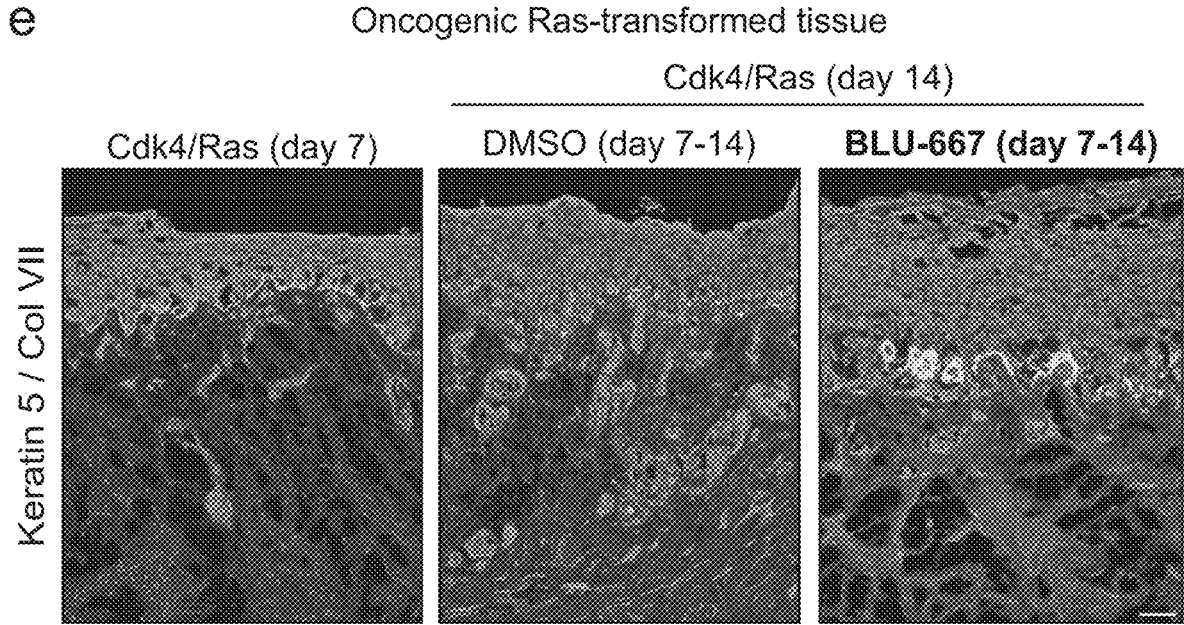 e
Oncogenic Ras-transformed tissue
Cdk4/Ras (day 14)
Cdk4/Ras (day 7)
DMSO (day 7-14)
BLU-667 (day 7-14)
Keratin 5 / Col VII